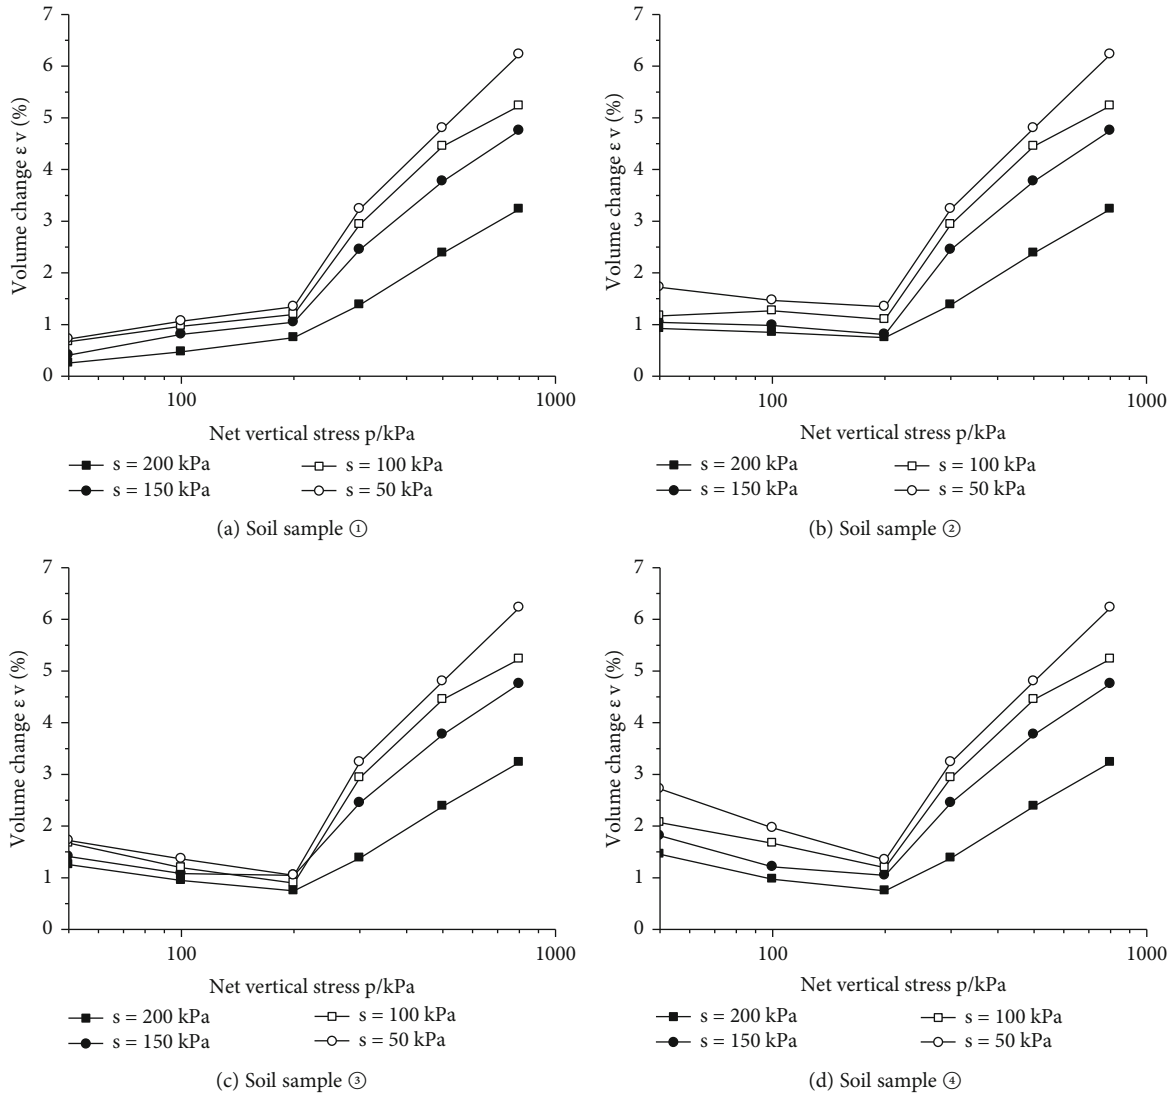 7
6
5
4
3
2
1
0
Volume change ε v (%)
100
1000
Net vertical stress p/kPa
s = 200 kPa
s = 100 kPa
s = 150 kPa
s = 50 kPa
(a) Soil sample ①
7
6
5
4
3
2
1
0
Volume change ε v (%)
100
1000
Net vertical stress p/kPa
s = 200 kPa
s = 100 kPa
s = 150 kPa
s = 50 kPa
(b) Soil sample ②
7
6
5
4
3
2
1
0
Volume change ε v (%)
100
1000
Net vertical stress p/kPa
s = 200 kPa
s = 100 kPa
s = 150 kPa
s = 50 kPa
(c) Soil sample ③
7
6
5
4
3
2
1
0
Volume change ε v (%)
100
1000
Net vertical stress p/kPa
s = 200 kPa
s = 100 kPa
s = 150 kPa
s = 50 kPa
(d) Soil sample ④